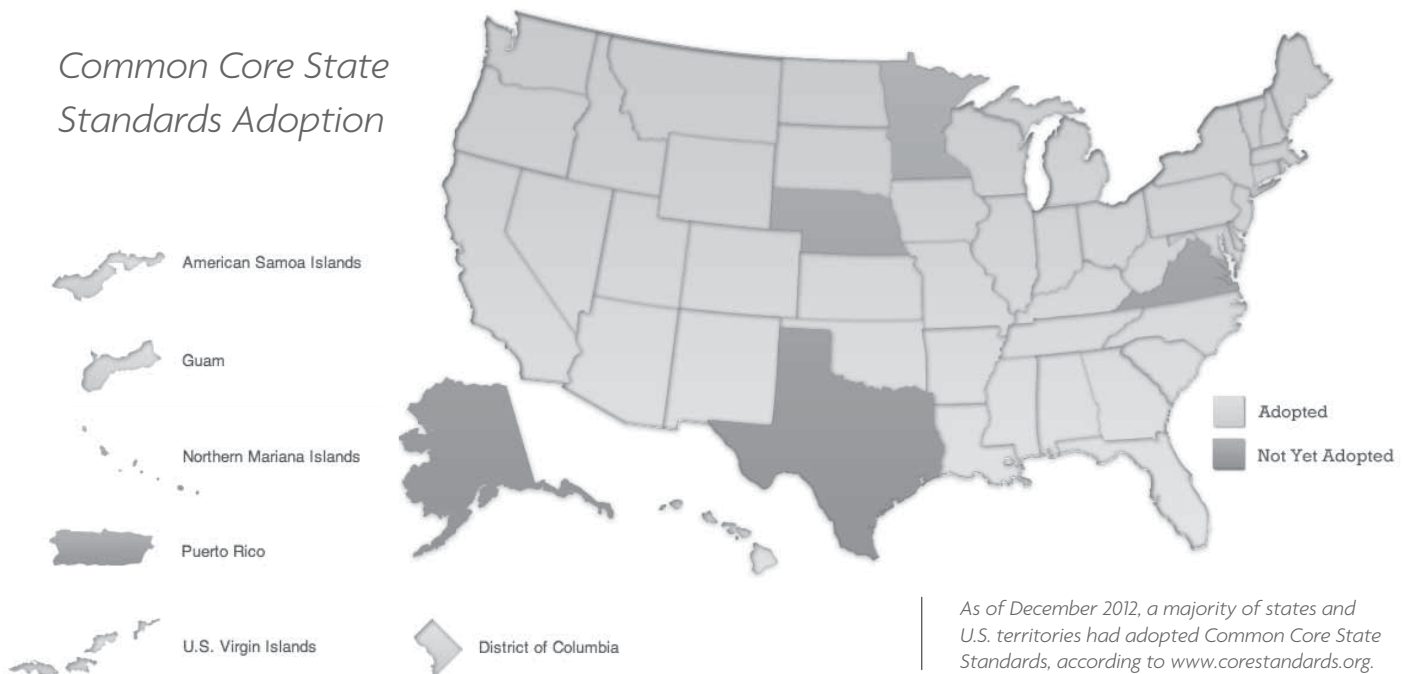 Common Core State
Standards Adoption
American Samoa Islands
Guam
Northern Mariana Islands
Puerto Rico
U.S. Virgin Islands
District of Columbia
Adopted
Not Yet Adopted
As of December 2012, a majority of states and
U.S. territories had adopted Common Core State
Standards, according to www.corestandards.org.